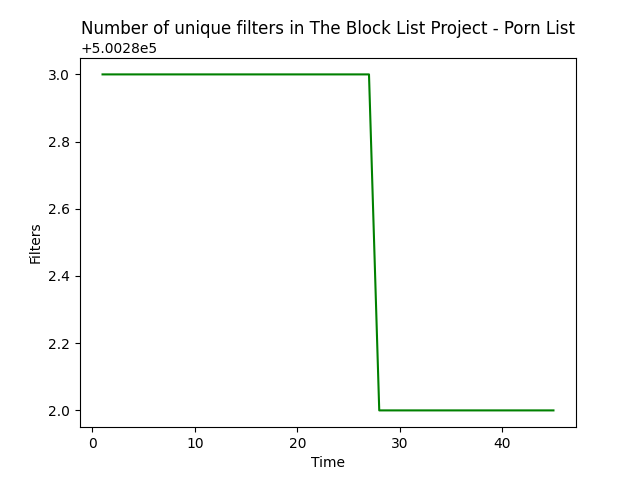 Number of unique filters in The Block List Project - Porn List
+5.0028e5
3.0
2.8
2.6
2.4
2.2
2.0
Filters
0 10 20 30 40
Time